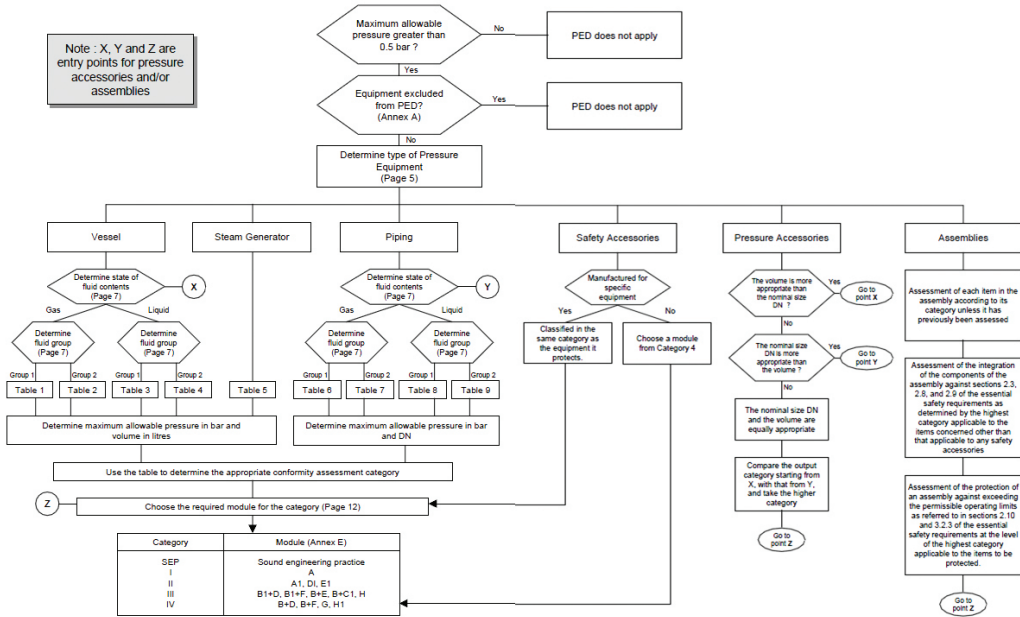 Note : X, Y and Z are
entry points for pressure
accessories and/or
assemblies
Maximum allowable
pressure greater than
0.5 bar ?
No
PED does not apply
Yes
Equipment excluded
from PED?
(Annex A)
Yes
PED does not apply
No
Determine type of Pressure
Equipment
(Page 5)
Vessel
Steam Generator
Piping
Safety Accessories
Pressure Accessories
Assemblies
Determine state of
fluid contents
(Page 7)
X
Gas
Liquid
Determine
fluid group
(Page 7)
Determine
fluid group
(Page 7)
Group 1
Group 2
Group 1
Group 2
Table 1
Table 2
Table 3
Table 4
Table 5
Determine maximum allowable pressure in bar and
volume in litres
Determine state of
fluid contents
(Page 7)
Y
Gas
Liquid
Determine
fluid group
(Page 7)
Determine
fluid group
(Page 7)
Group 1
Group 2
Group 1
Group 2
Table 6
Table 7
Table 8
Table 9
Determine maximum allowable pressure in bar
and DN
Use the table to determine the appropriate conformity assessment category
Z
Choose the required module for the category (Page 12)
Category
Module (Annex E)
SEP
Sound engineering practice
I
A
II
A1, DI, E1
III
B1+D, B1+F, B+E, B+C1, H
IV
B+D, B+F, G, H1
Manufactured for
specific
equipment
Yes
No
Classified in the
same category as
the equipment it
protects.
Choose a module
from Category 4
The volume is more
appropriate than
the nominal size
DN ?
Yes
Go to
point X
No
The nominal size
DN is more
appropriate than
the volume ?
Yes
Go to
point Y
No
The nominal size DN
and the volume are
equally appropriate
Compare the output
category starting from
X, with that from Y,
and take the higher
category
Go to
point Z
Assessment of each item in the
assembly according to its
category unless it has
previously been assessed
Assessment of the integration
of the components of the
assembly against sections 2.3,
2.8, and 2.9 of the essential
safety requirements as
determined by the highest
category applicable to the
items concerned other than
that applicable to any safety
accessories
Assessment of the protection of
an assembly against exceeding
the permissible operating limits
as referred to in sections 2.10
and 3.2.3 of the essential
safety requirements at the level
of the highest category
applicable to the items to be
protected.
Go to
point Z